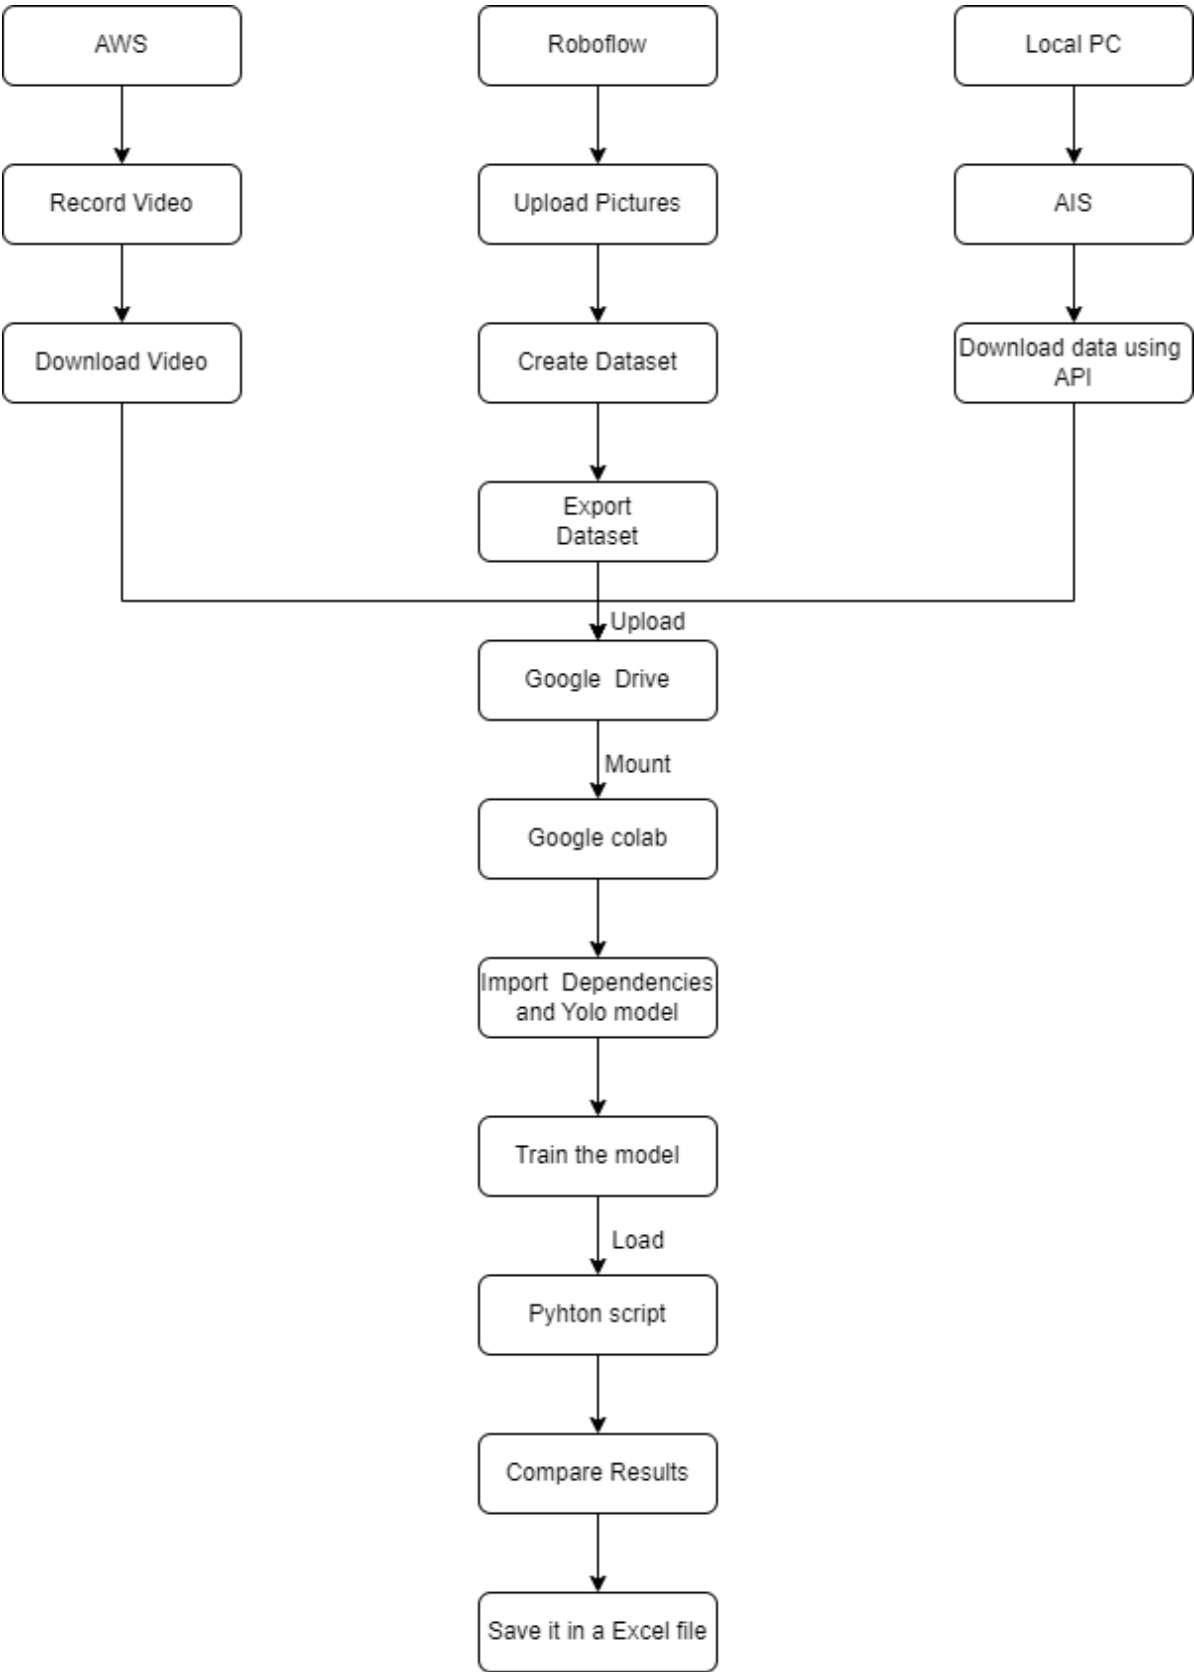 AWS
Roboflow
Local PC
Record Video
Upload Pictures
AIS
Download Video
Create Dataset
Download data using
API
Export
Dataset
Upload
Google  Drive
Mount
Google colab
Import  Dependencies
and Yolo model
Train the model
Load
Pyhton script
Compare Results
Save it in a Excel file